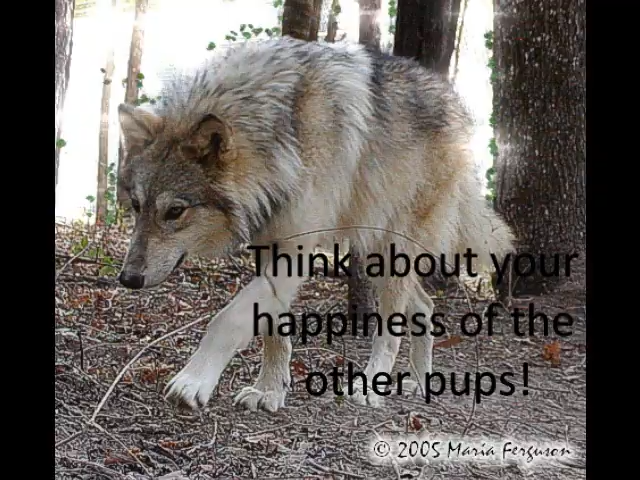 Think about your
happiness of the
other pups!
© 2005 Maria Ferguson